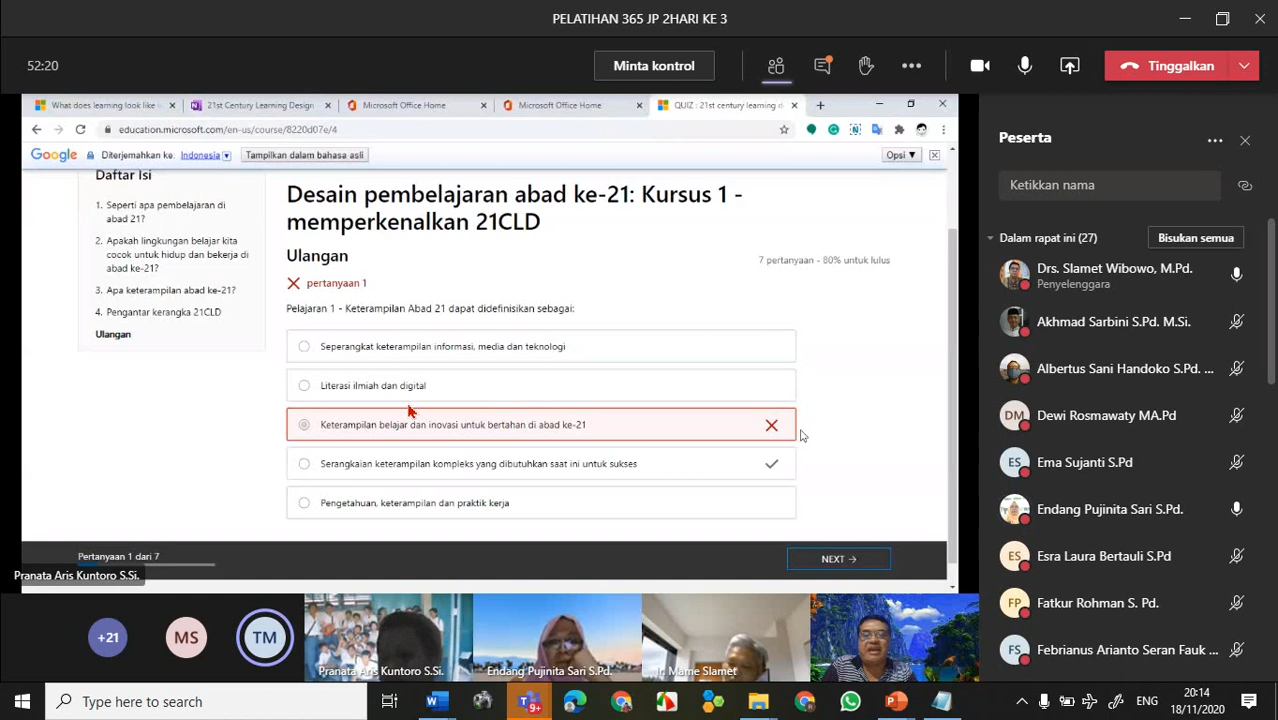 PELATIHAN 365 JP 2HARI KE 3
52:20
Minta kontrol
Tinggalkan
What does learning look like
21st Century Learning Design
Microsoft Office Home
Microsoft Office Home
QUIZ : 21st century learning d
education.microsoft.com/en-us/course/8220d07e/4
Google
Diterjemahkan ke:
Indonesia
Tampilkan dalam bahasa asli
Opsi
Daftar Isi
1. Seperti apa pembelajaran di
abad 21?
2. Apakah lingkungan belajar kita
cocok untuk hidup dan bekerja di
abad ke-21?
3. Apa keterampilan abad ke-21?
4. Pengantar kerangka 21CLD
Ulangan
Desain pembelajaran abad ke-21: Kursus 1 -
memperkenalkan 21CLD
Ulangan
7 pertanyaan - 80% untuk lulus
pertanyaan 1
Pelajaran 1 - Keterampilan Abad 21 dapat didefinisikan sebagai:
Seperangkat keterampilan informasi, media dan teknologi
Literasi ilmiah dan digital
Keterampilan belajar dan inovasi untuk bertahan di abad ke-21
Serangkaian keterampilan kompleks yang dibutuhkan saat ini untuk sukses
Pengetahuan, keterampilan dan praktik kerja
Pertanyaan 1 dari 7
NEXT →
Pranata Aris Kuntoro S.Si.
+21
MS
TM
Pranata Aris Kuntoro S.Si.
Endang Pujinita Sari S.Pd.
Ir. Mame Slamet
Peserta
Ketikkan nama
Dalam rapat ini (27)
Bisukan semua
Drs. Slamet Wibowo, M.Pd.
Penyelenggara
Akhmad Sarbini S.Pd. M.Si.
Albertus Sani Handoko S.Pd. ...
DM
Dewi Rosmawaty MA.Pd
ES
Ema Sujanti S.Pd
Endang Pujinita Sari S.Pd.
ES
Esra Laura Bertauli S.Pd
FP
Fatkur Rohman S. Pd.
FS
Febrianus Arianto Seran Fauk ...
Type here to search
9+
ENG
20:14
18/11/2020